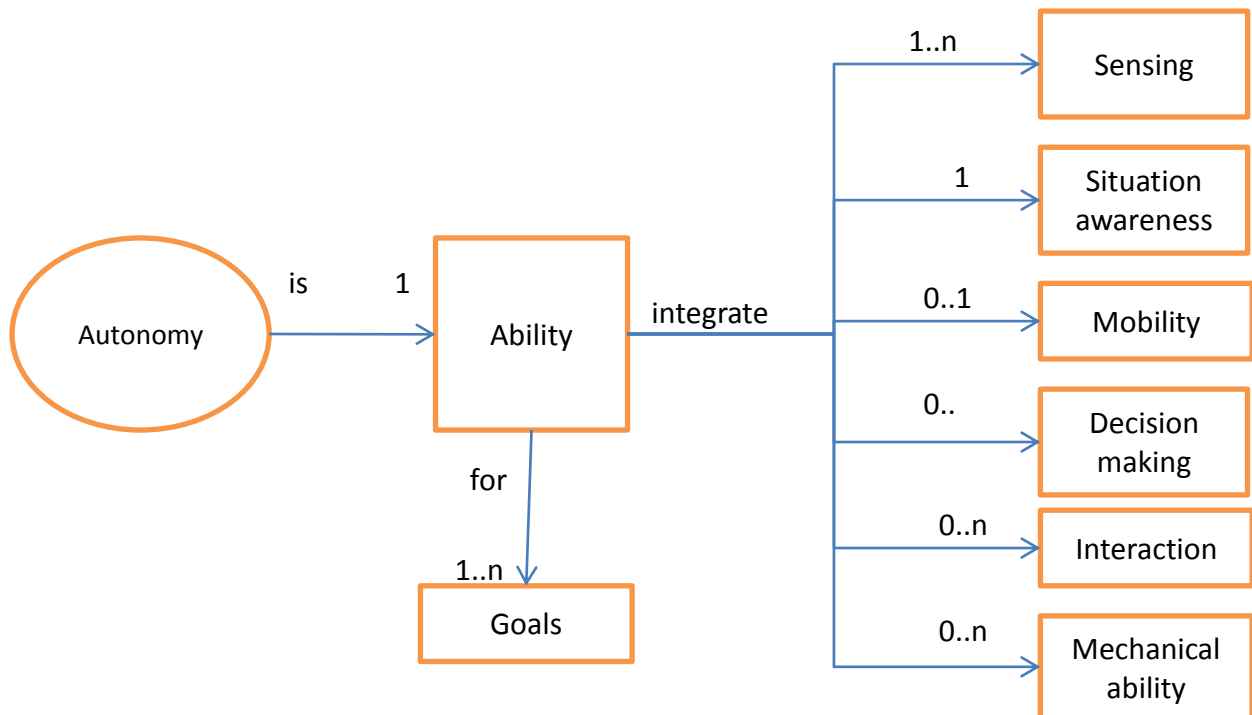 1..n
Sensing
1
Situation
awareness
is
1
integrate
0..1
Autonomy
Ability
Mobility
0..
Decision
making
for
0..n
Interaction
1..n
Goals
0..n
Mechanical
ability